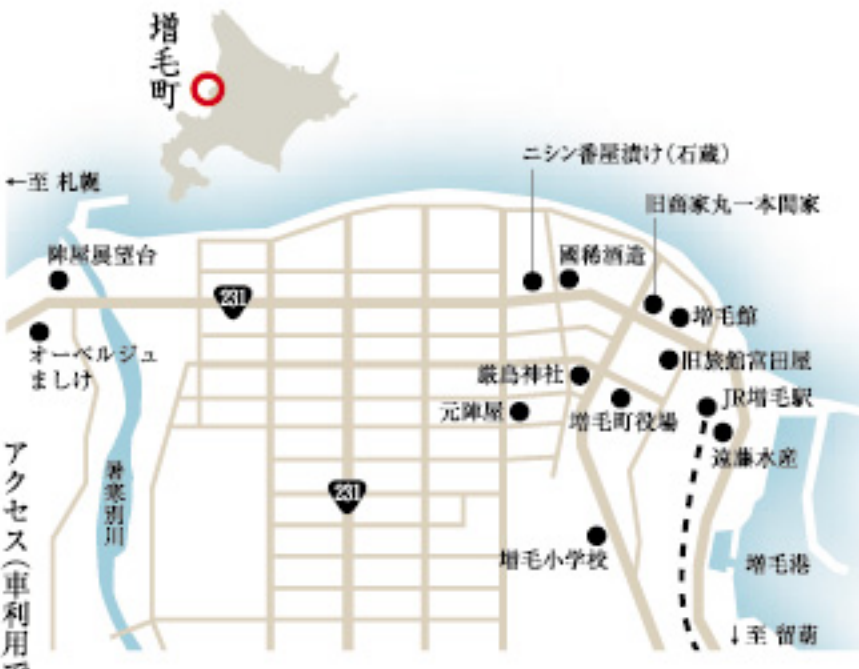 増毛町
←至 札幌
ニシン番屋漬け(石蔵)
旧商家丸一本間家
陣屋展望台
國稀酒造
231
増毛館
オーベルジュ
ましけ
旧旅館富田屋
厳島神社
JR増毛駅
元陣屋
増毛町役場
遠藤水産
暑寒別川
231
増毛小学校
増毛港
↓至 留萌
アクセス(車利用で